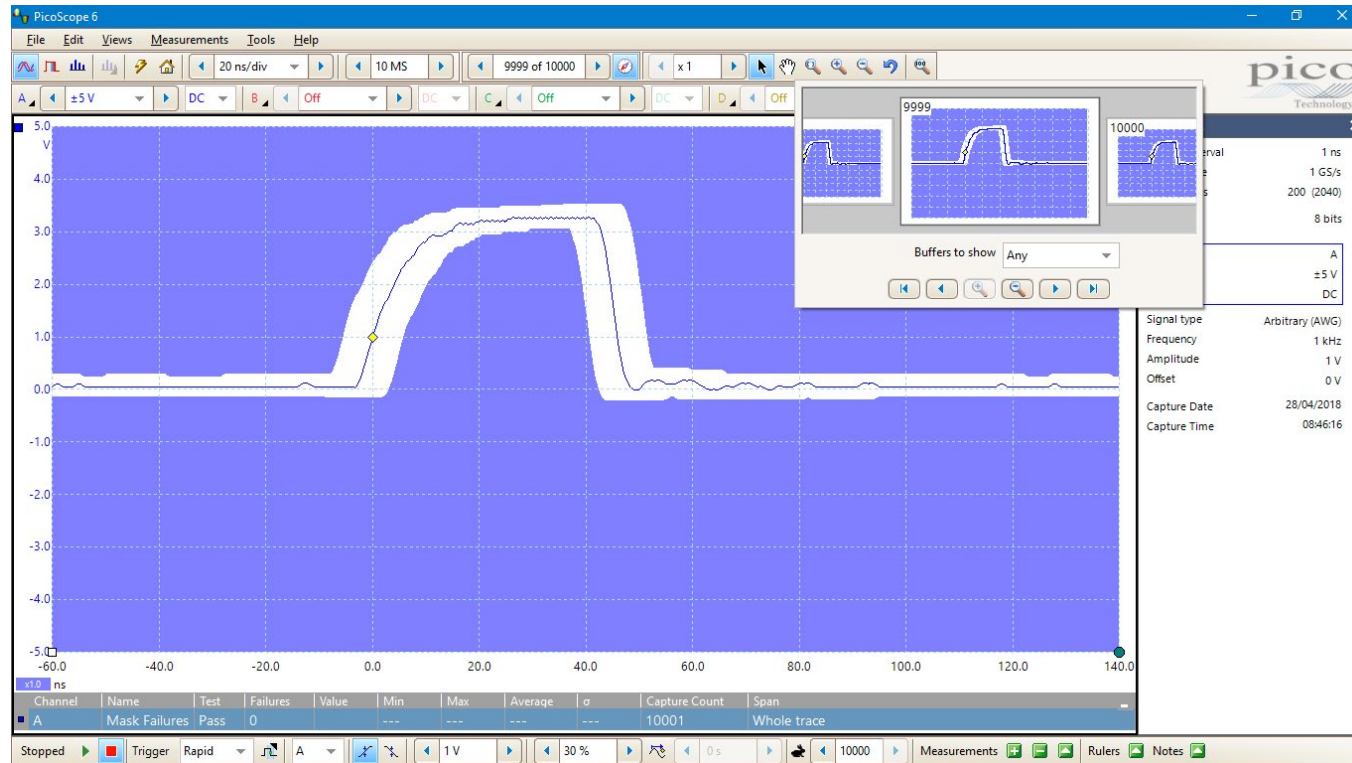 PicoScope 6
File Edit Views Measurements Tools Help
20 ns/div 10 MS 9999 of 10000 x 1
pico
Technology
A ±5 V DC B Off DC C Off DC D Off
9999
10000
Buffers to show Any
5.0
V
4.0
3.0
2.0
1.0
0.0
-1.0
-2.0
-3.0
-4.0
-5.0
-60.0 -40.0 -20.0 0.0 20.0 40.0 60.0 80.0 100.0 120.0 140.0
x1.0 ns
1 ns
1 GS/s
200 (2040)
8 bits
A
±5 V
DC
Signal type Arbitrary (AWG)
Frequency 1 kHz
Amplitude 1 V
Offset 0 V
Capture Date 28/04/2018
Capture Time 08:46:16
Channel Name Test Failures Value Min Max Average σ Capture Count Span
A Mask Failures Pass 0 --- --- --- --- 10001 Whole trace
Stopped Trigger Rapid A 1 V 30 % 0 s 10000 Measurements Rulers Notes